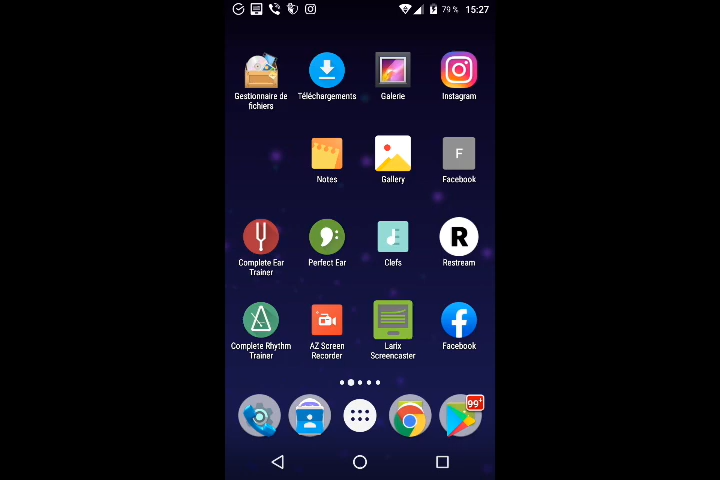 79 % 15:27
Gestionnaire de
fichiers
Téléchargements
Galerie
Instagram
Notes
Gallery
F
Facebook
Complete Ear
Trainer
Perfect Ear
Clefs
R
Restream
Complete Rhythm
Trainer
AZ Screen
Recorder
Larix
Screencaster
Facebook
99+